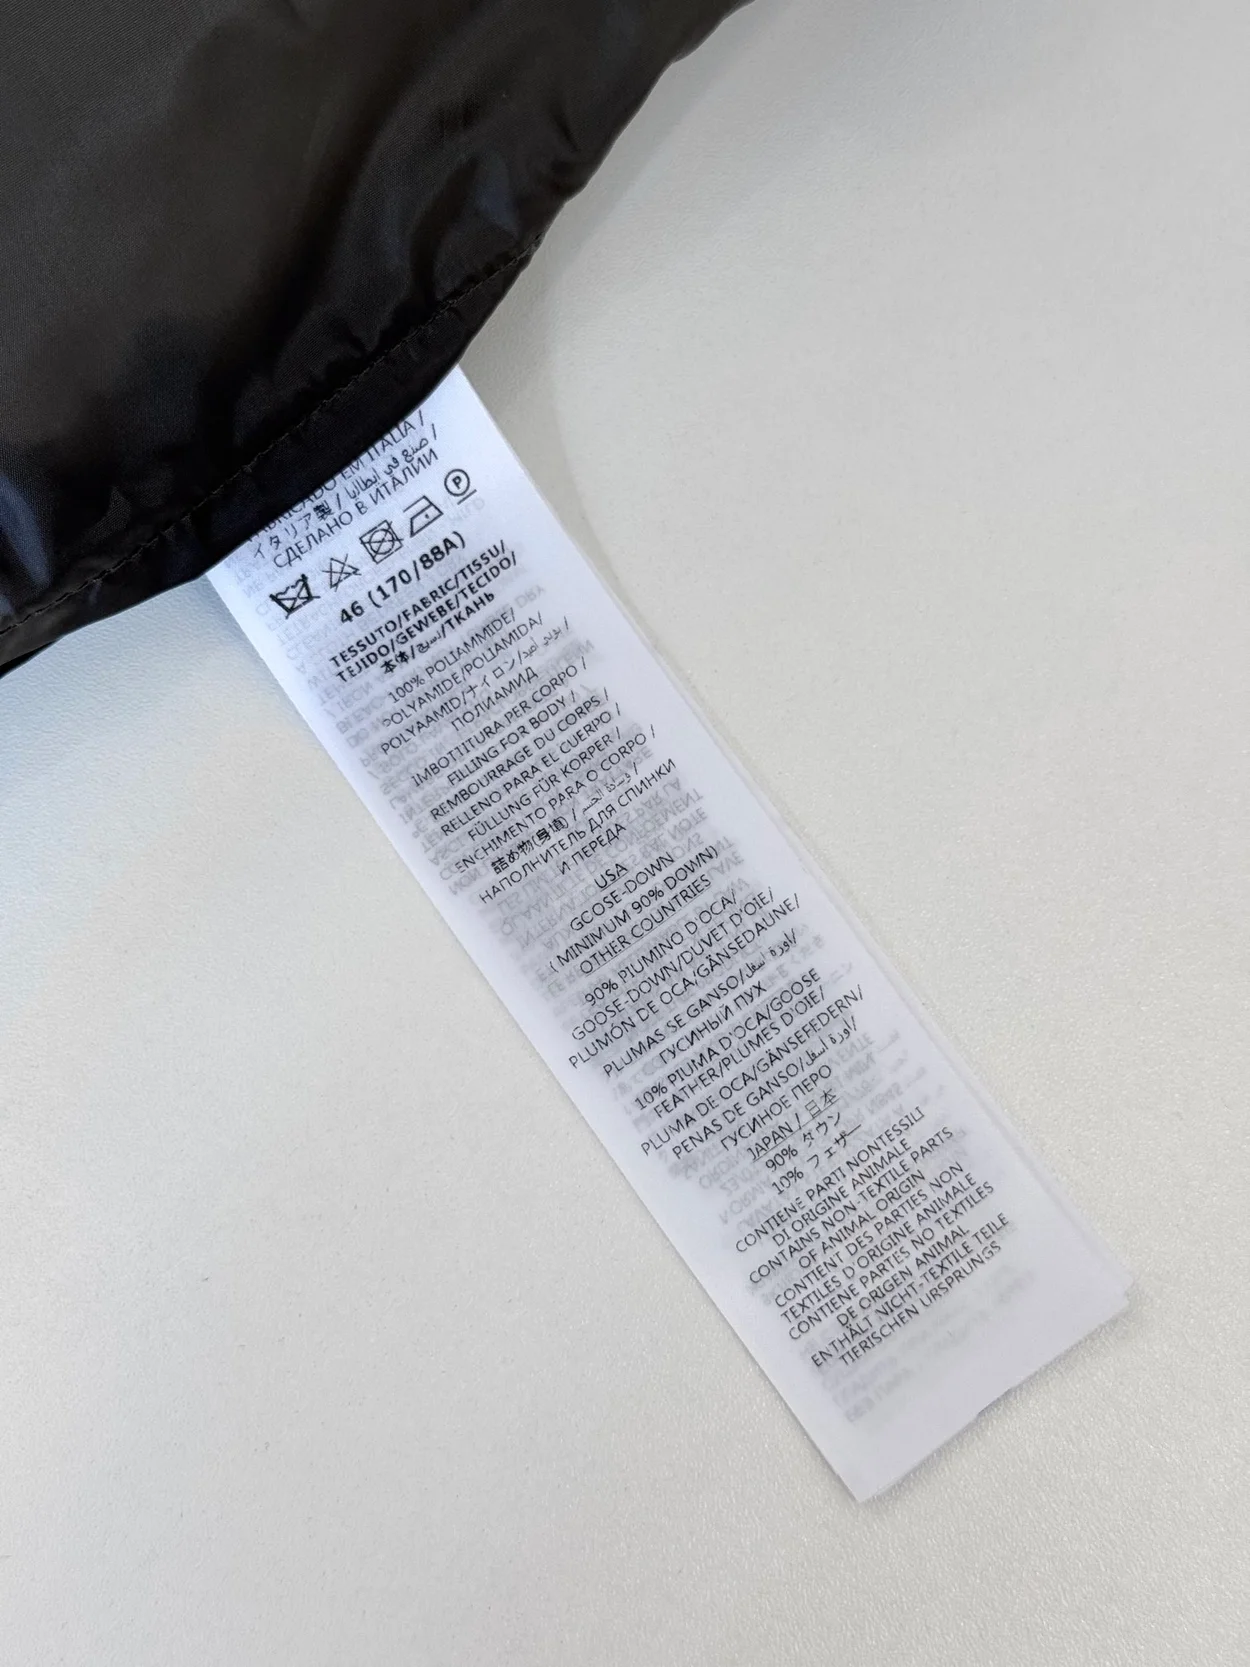 FABRICADO EM ITALIA /
イタリア製 / صنع في إيطاليا /
СДЕЛАНО В ИТАЛИИ
P
46 (170/88A)
TESSUTO/FABRIC/TISSU/
TEJIDO/GEWEBE/TECIDO/
本体/نسيج/ТКАНЬ
100% POLIAMMIDE/
POLYAMIDE/POLIAMIDA/
POLYAAMID/ナイロン/
ПОЛИАМИД
IMBOTTITURA PER CORPO /
FILLING FOR BODY /
REMBOURRAGE DU CORPS /
RELLENO PARA EL CUERPO /
FÜLLUNG FÜR KORPER /
ENCHIMENTO PARA O CORPO /
詰め物(身頃) /
НАПОЛНИТЕЛЬ ДЛЯ СПИНКИ
И ПЕРЕДА
USA
GOOSE-DOWN
( MINIMUM 90% DOWN)
OTHER COUNTRIES
90% PIUMINO D'OCA/
GOOSE-DOWN/DUVET D'OIE/
PLUMÓN DE OCA/GÄNSEDAUNE/
PLUMAS SE GANSO/
ГУСИНЫЙ ПУХ
10% PIUMA D'OCA/GOOSE
FEATHER/PLUMES D'OIE/
PLUMA DE OCA/GÄNSEFEDERN/
PENAS DE GANSO/
ГУСИНОЕ ПЕРО
JAPAN / 日本
90% ダウン
10% フェザー
CONTIENE PARTI NONTESSILI
DI ORIGINE ANIMALE
CONTAINS NON-TEXTILE PARTS
OF ANIMAL ORIGIN
CONTIENT DES PARTIES NON
TEXTILES D'ORIGINE ANIMALE
CONTIENE PARTES NO TEXTILES
DE ORIGEN ANIMAL
ENTHÄLT NICHT-TEXTILE TEILE
TIERISCHEN URSPRUNGS